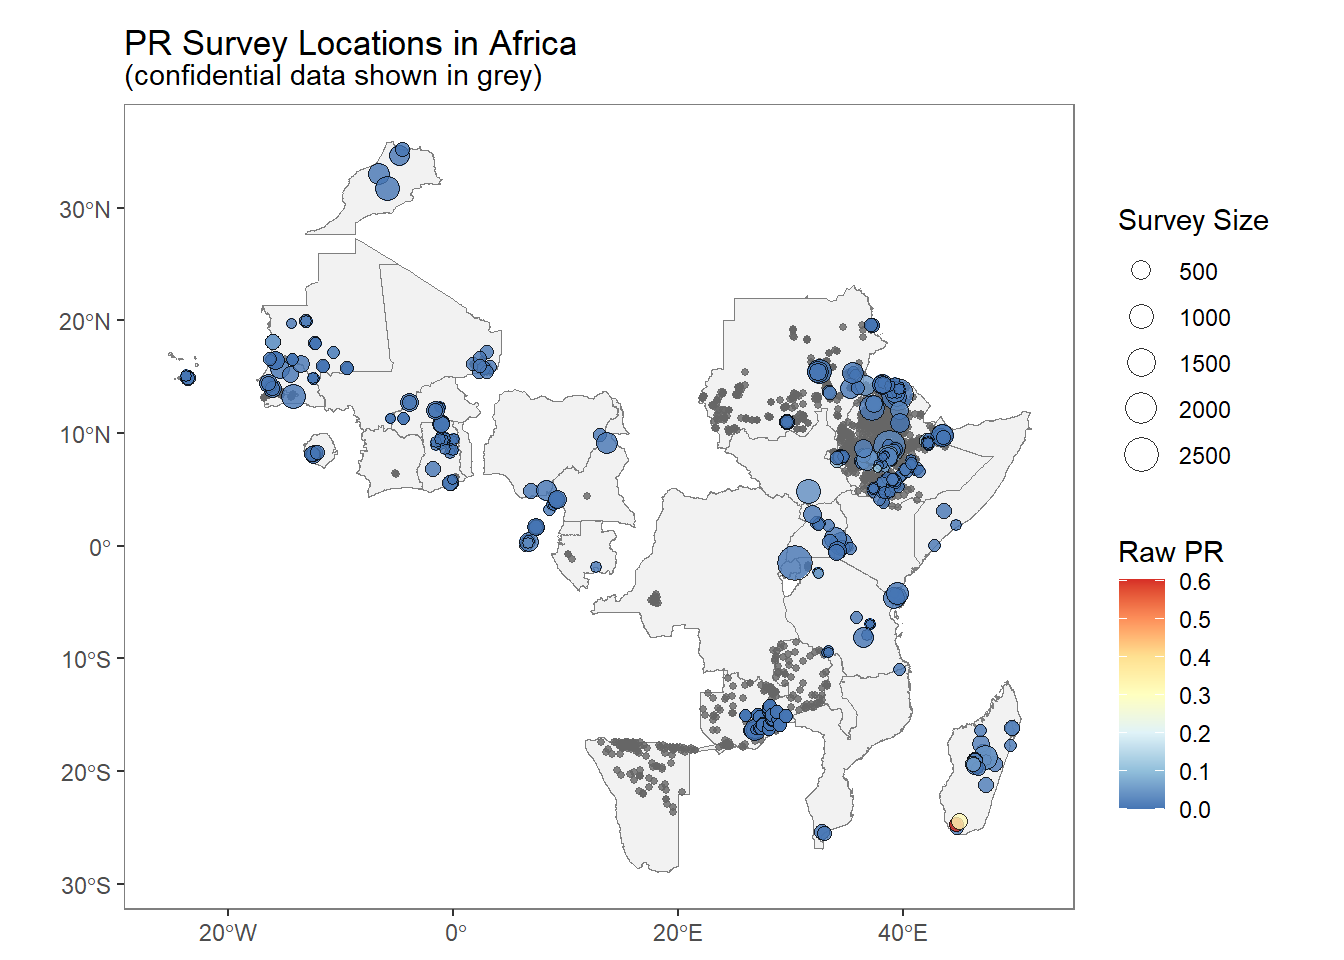 PR Survey Locations in Africa
(confidential data shown in grey)
30°N
20°N
10°N
0°
10°S
20°S
30°S
20°W
0°
20°E
40°E
Survey Size
500
1000
1500
2000
2500
Raw PR
0.6
0.5
0.4
0.3
0.2
0.1
0.0